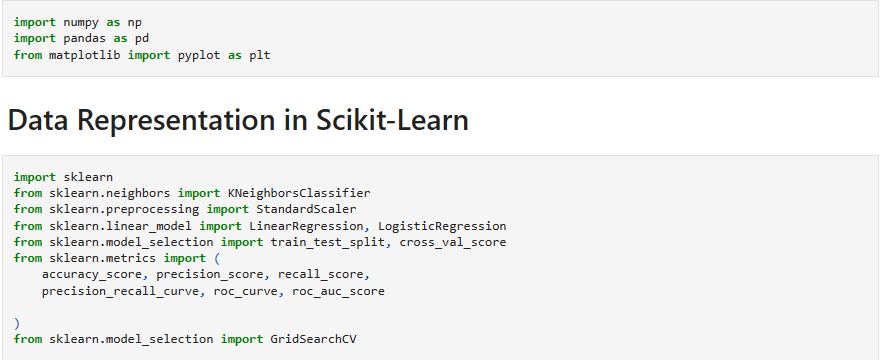 import numpy as np
import pandas as pd
from matplotlib import pyplot as plt
Data Representation in Scikit-Learn
import sklearn
from sklearn.neighbors import KNeighborsClassifier
from sklearn.preprocessing import StandardScaler
from sklearn.linear_model import LinearRegression, LogisticRegression
from sklearn.model_selection import train_test_split, cross_val_score
from sklearn.metrics import (
    accuracy_score, precision_score, recall_score,
    precision_recall_curve, roc_curve, roc_auc_score
)
from sklearn.model_selection import GridSearchCV